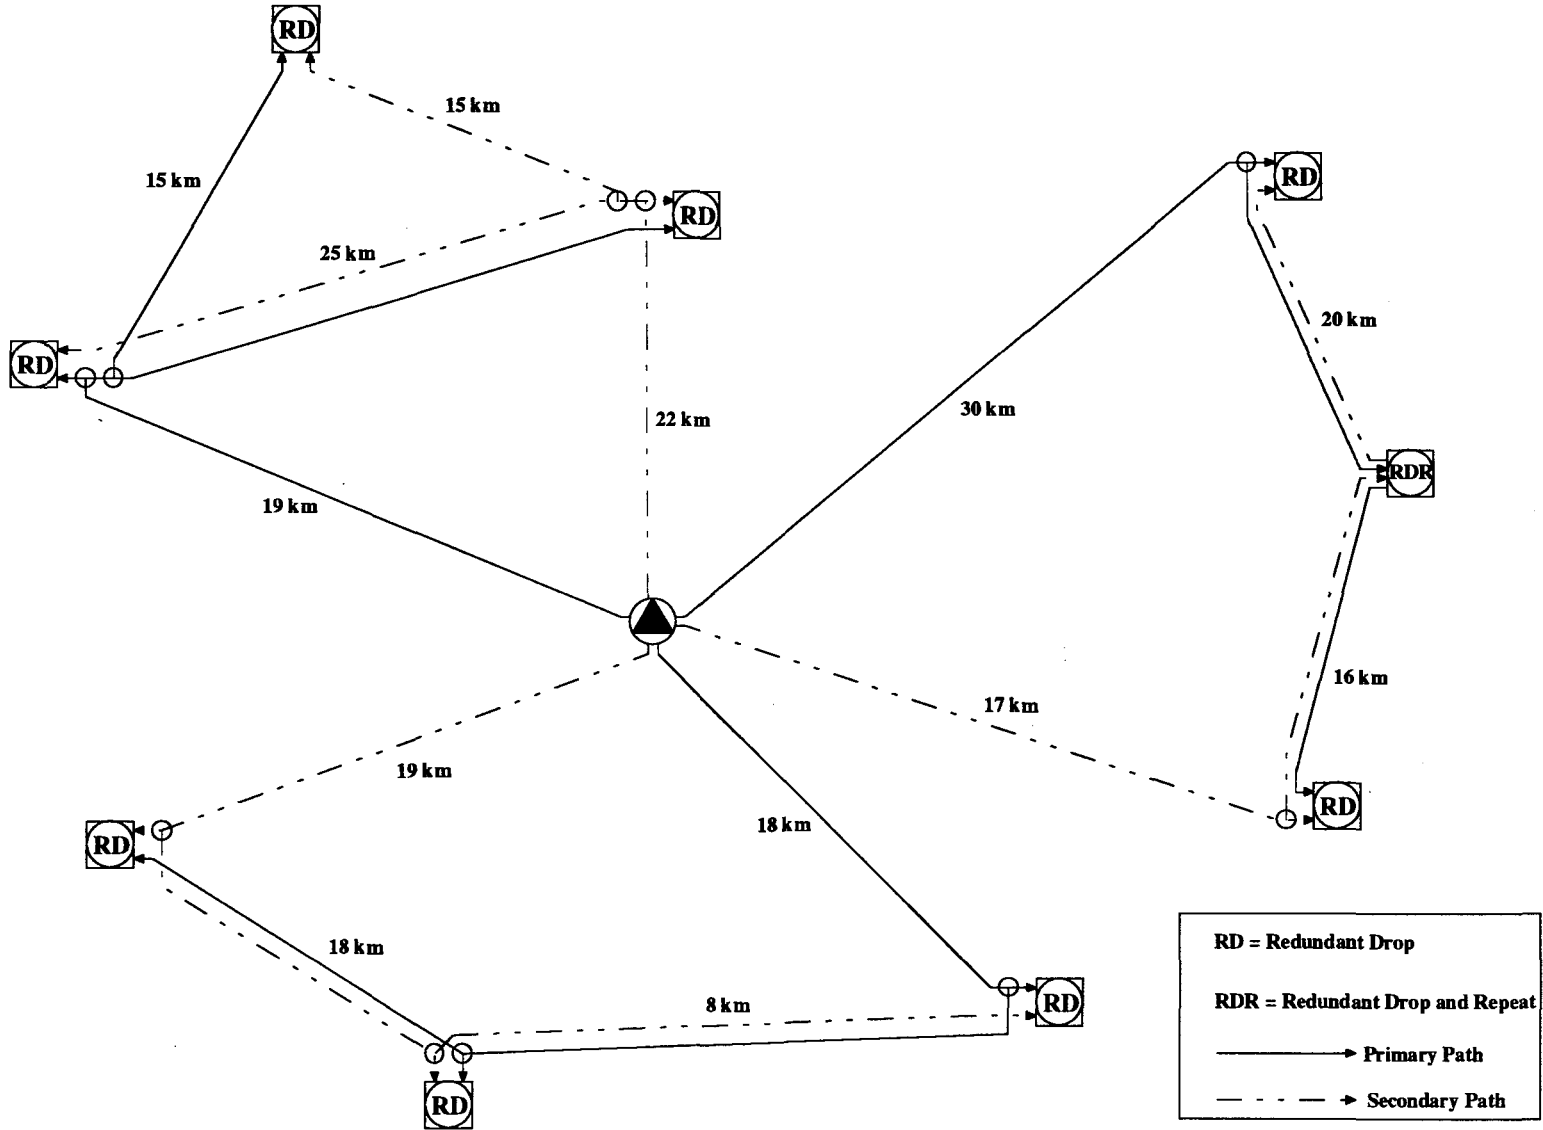 RD
15 km
RD
15 km
RD
25 km
20 km
RD
30 km
22 km
RDR
19 km
16 km
17 km
19 km
RD
18 km
RD
18 km
RD = Redundant Drop
8 km
RD
RDR = Redundant Drop and Repeat
Primary Path
RD
Secondary Path